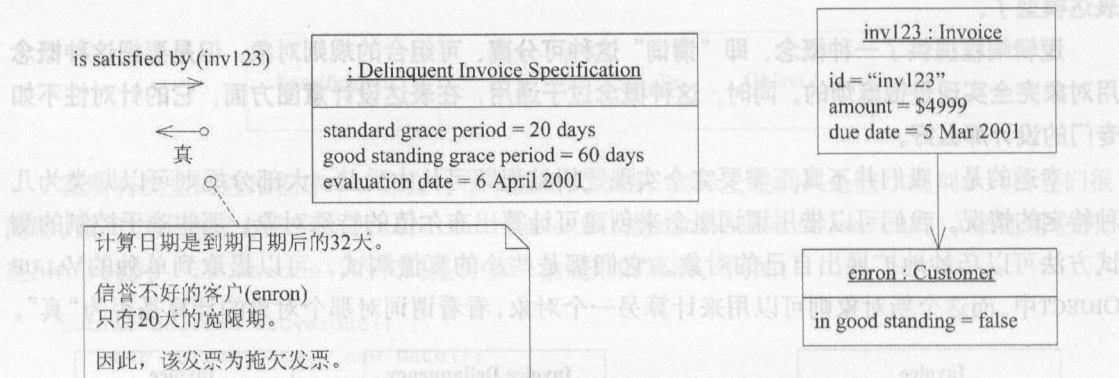 is satisfied by (inv123)
真
: Delinquent Invoice Specification
standard grace period = 20 days
good standing grace period = 60 days
evaluation date = 6 April 2001
inv123 : Invoice
id = “inv123”
amount = $4999
due date = 5 Mar 2001
计算日期是到期日期后的32天。
信誉不好的客户(enron)
只有20天的宽限期。
因此，该发票为拖欠发票。
enron : Customer
in good standing = false